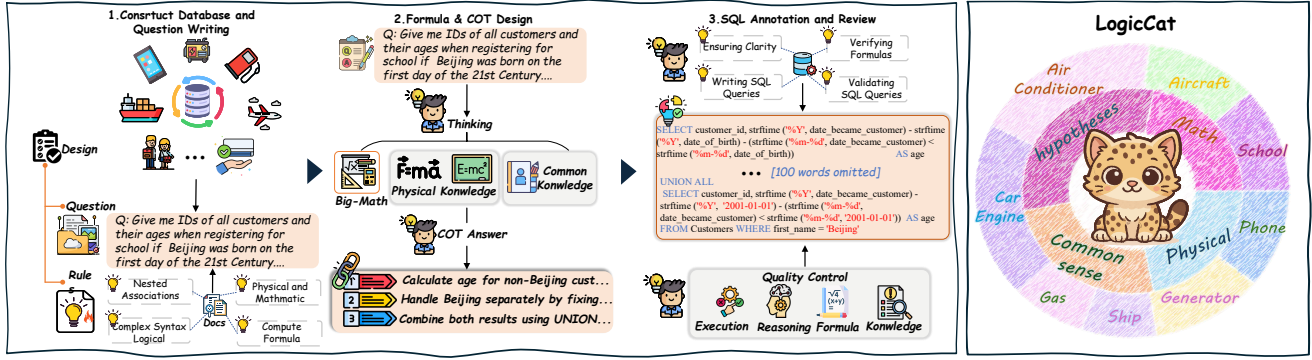 1.Consrtuct Database and
Question Writing
Design
Question
Rule
s
Q: Give me IDs of all customers and
their ages when registering for
school if Beijing was born on the
first day of the 21st Century....
Nested
Associations
Physical and
Mathmatic
Docs
Complex Syntax
Logical
Compute
Formula
2.Formula & COT Design
Q: Give me IDs of all customers and
their ages when registering for
school if Beijing was born on the
first day of the 21st Century....
Thinking
Big-Math
F=ma
E=mc²
Physical Konwledge
Common
Konwledge
COT Answer
1 Calculate age for non-Beijing cust...
2 Handle Beijing separately by fixing...
3 Combine both results using UNION...
3.SQL Annotation and Review
Ensuring Clarity
Verifying
Formulas
Writing SQL
Queries
Validating
SQL Queries
SELECT customer_id, strftime ('%Y', date_became_customer) - strftime
('%Y', date_of_birth) - (strftime ('%m-%d', date_became_customer) <
strftime ('%m-%d', date_of_birth)) AS age
••• [100 words omitted]
UNION ALL
SELECT customer_id, strftime ('%Y', date_became_customer) -
strftime ('%Y', '2001-01-01') - (strftime ('%m-%d',
date_became_customer) < strftime ('%m-%d', '2001-01-01')) AS age
FROM Customers WHERE first_name = 'Beijing'
Quality Control
√4
(x+y)
=
Execution
Reasoning
Formula
Konwledge
LogicCat
Air
Conditioner
Aircraft
hypotheses
Math
School
Car
Engine
Phone
Common
sense
Physical
Gas
Ship
Generator